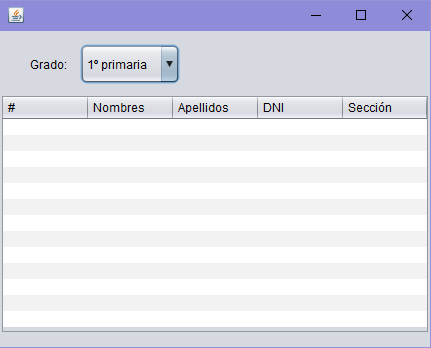 Grado: 1º primaria
# Nombres Apellidos DNI Sección